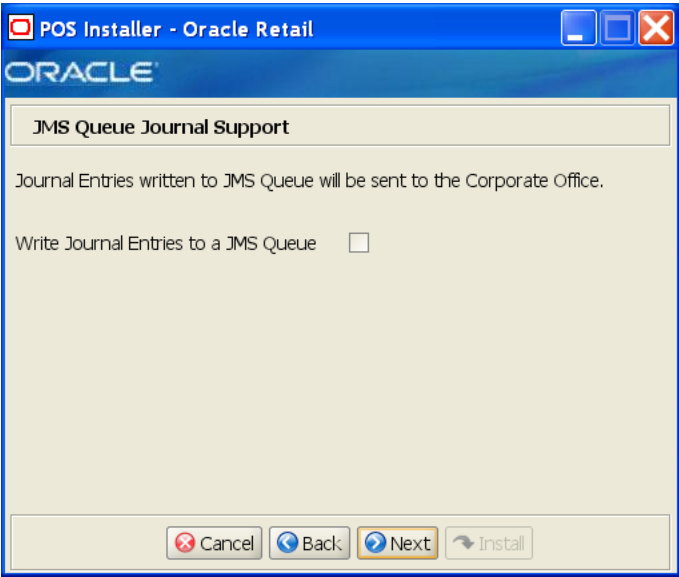 POS Installer - Oracle Retail
ORACLE
JMS Queue Journal Support
Journal Entries written to JMS Queue will be sent to the Corporate Office.
Write Journal Entries to a JMS Queue
Cancel Back Next Install